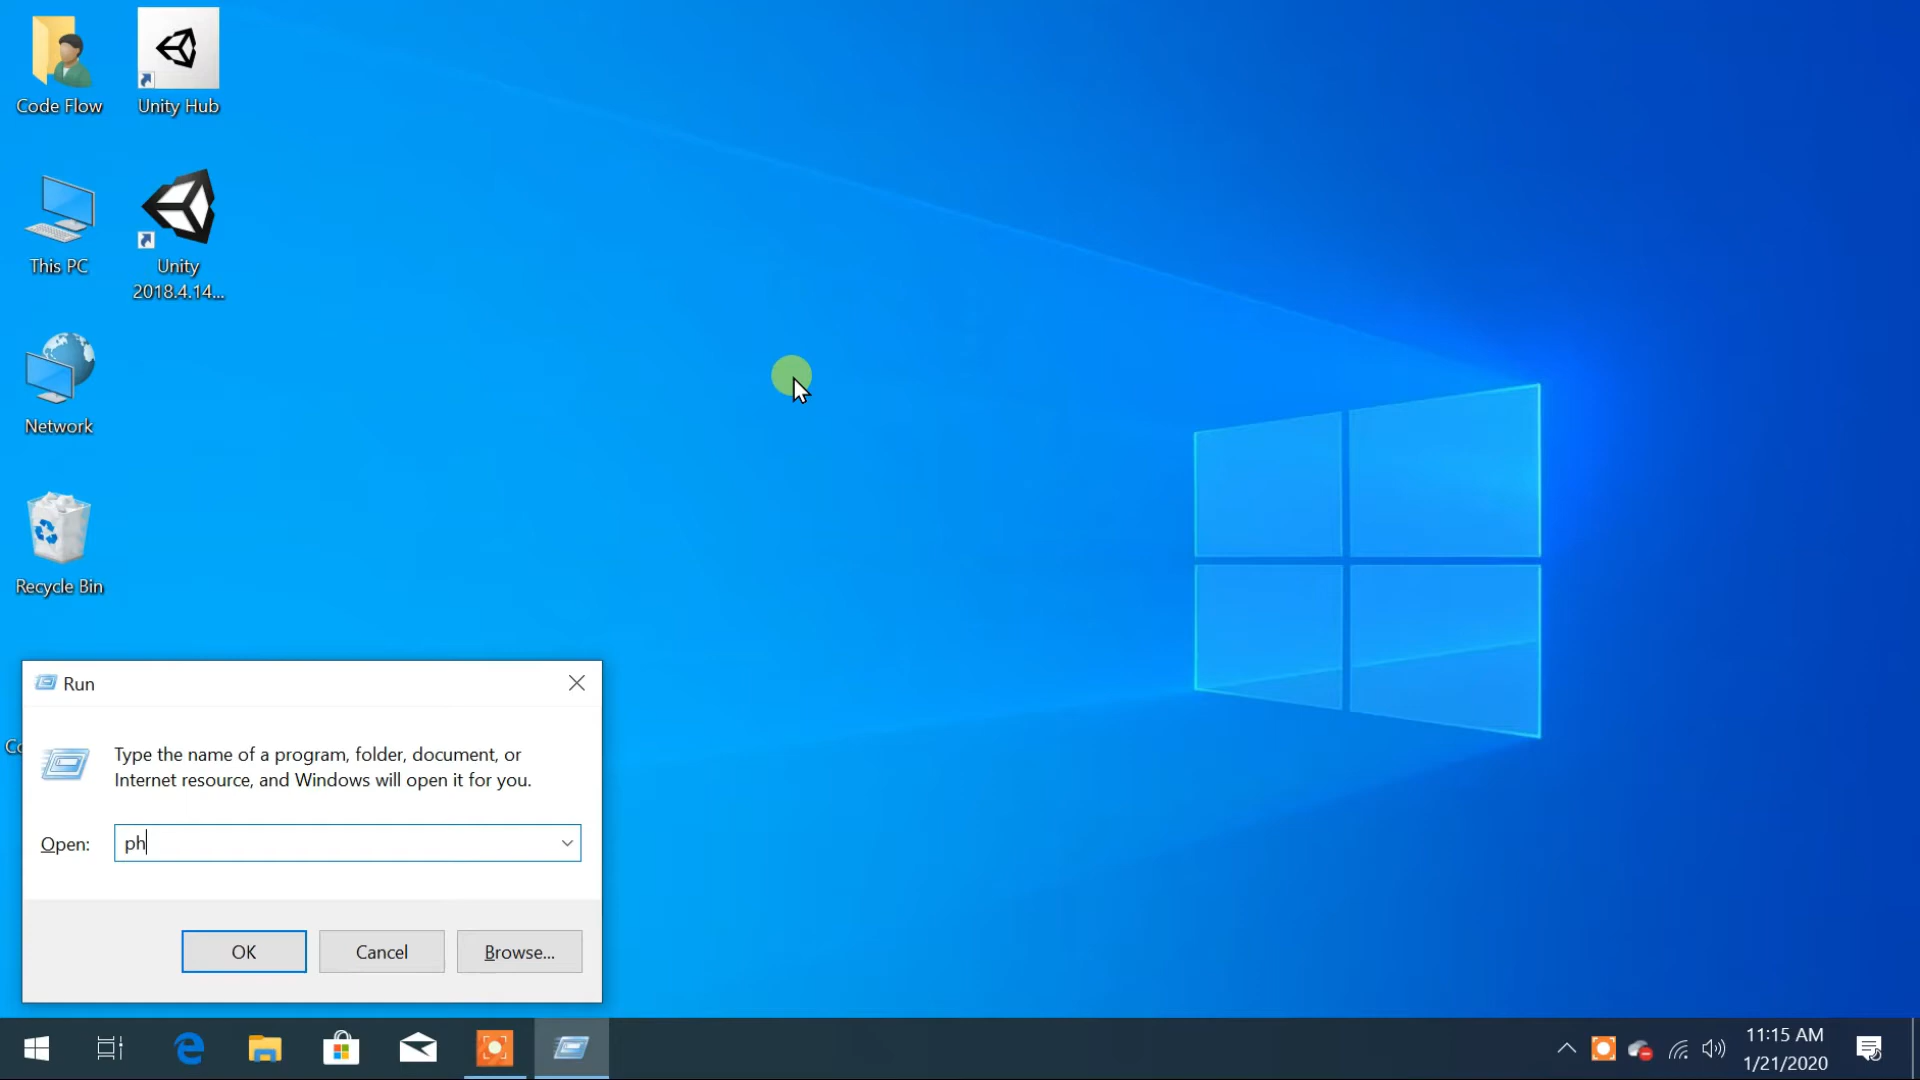 Code Flow
Unity Hub
This PC
Unity
2018.4.14...
Network
Recycle Bin
Co
Run
Type the name of a program, folder, document, or
Internet resource, and Windows will open it for you.
Open:
ph
OK
Cancel
Browse...
11:15 AM
1/21/2020